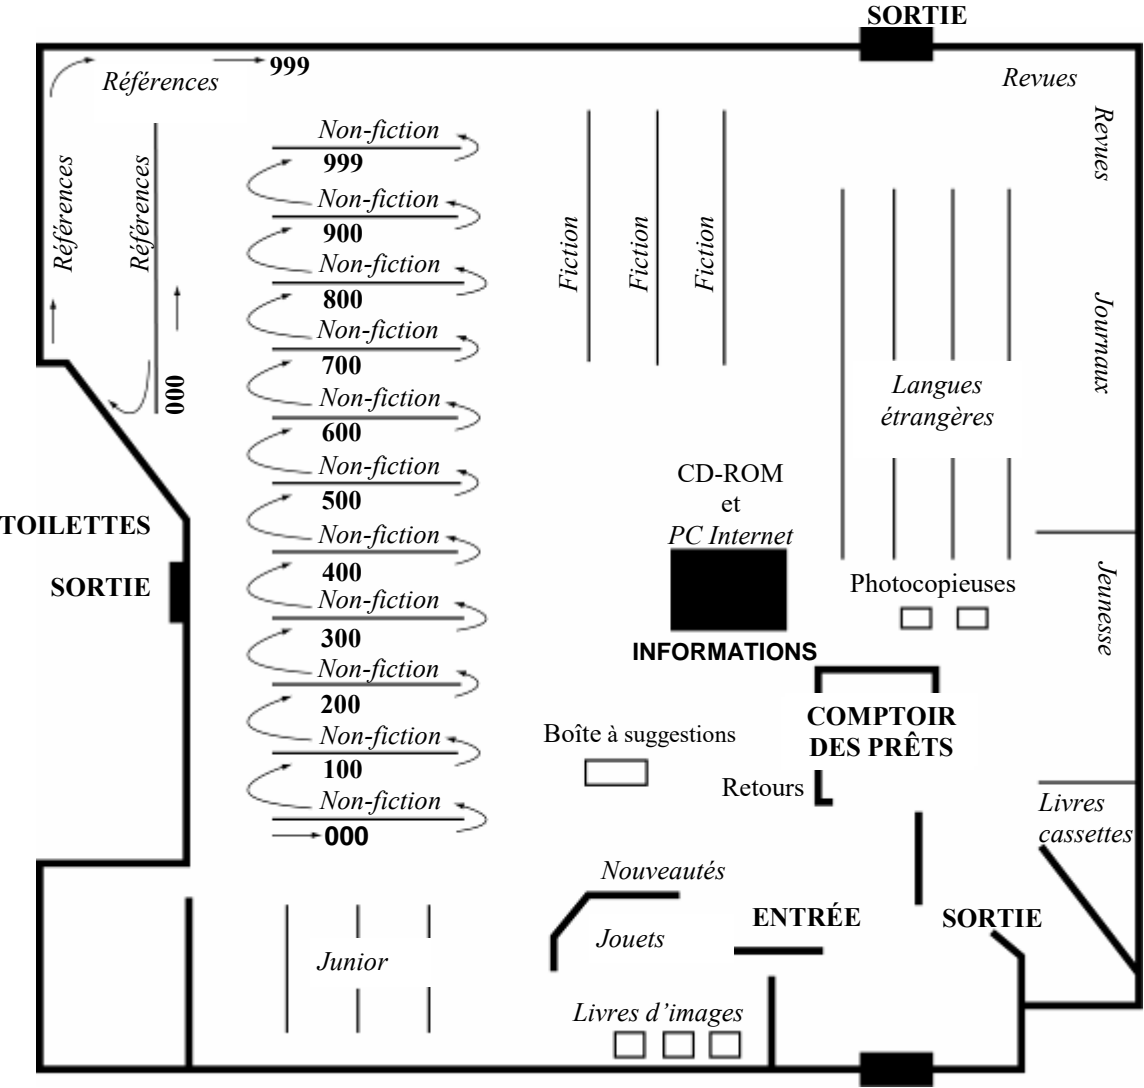 SORTIE
Références
999
Revues
Revues
Non-fiction
999
Références
Références
Non-fiction
900
Fiction
Fiction
Fiction
Non-fiction
800
Journaux
Non-fiction
700
000
Non-fiction
Langues
étrangères
600
Non-fiction
CD-ROM
et
PC Internet
500
TOILETTES
Non-fiction
400
SORTIE
Photocopieuses
Jeunesse
Non-fiction
300
INFORMATIONS
Non-fiction
200
COMPTOIR
DES PRÊTS
Non-fiction
Boîte à suggestions
100
Retours
Non-fiction
Livres
cassettes
000
Nouveautés
ENTRÉE
SORTIE
Jouets
Junior
Livres d’images